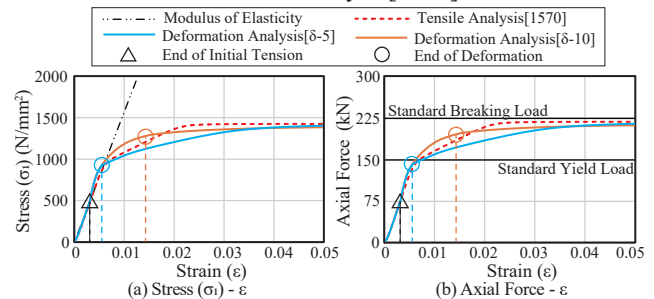 Modulus of Elasticity
Tensile Analysis[1570]
Deformation Analysis[δ-5]
Deformation Analysis[δ-10]
End of Initial Tension
End of Deformation
Stress (σ₁) (N/mm²)
2000
1500
1000
500
0
0 0.01 0.02 0.03 0.04 0.05
Strain (ε)
(a) Stress (σ₁) - ε
Axial Force (kN)
300
225
150
75
0
Standard Breaking Load
Standard Yield Load
0 0.01 0.02 0.03 0.04 0.05
Strain (ε)
(b) Axial Force - ε